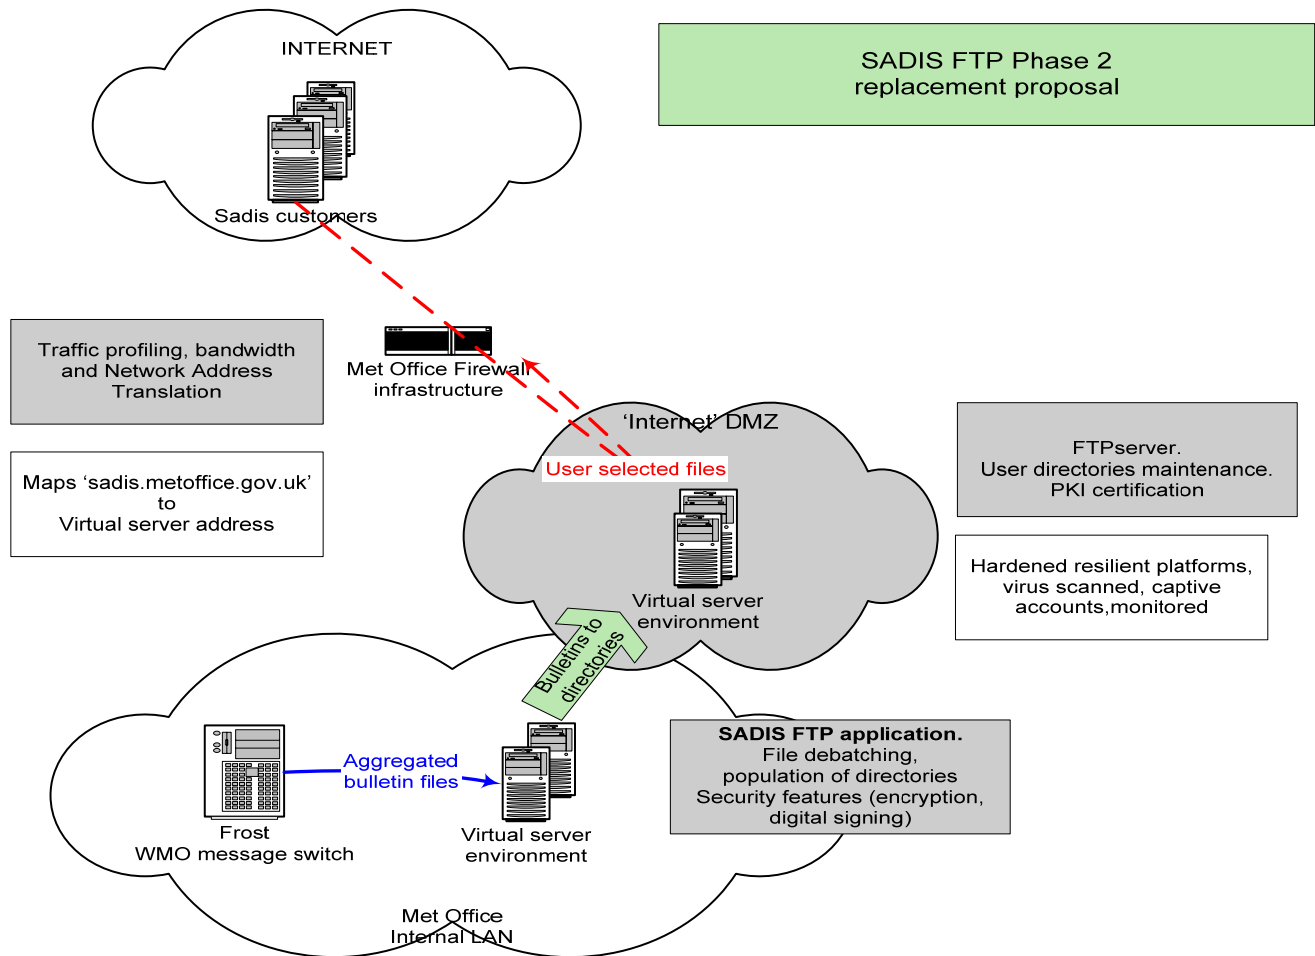 INTERNET
SADIS FTP Phase 2
replacement proposal
Sadis customers
Traffic profiling, bandwidth
and Network Address
Translation
Met Office Firewall
infrastructure
Maps ‘sadis.metoffice.gov.uk’
to
Virtual server address
‘Internet’ DMZ
User selected files
FTPserver.
User directories maintenance.
PKI certification
Hardened resilient platforms,
virus scanned, captive
accounts,monitored
Virtual server
environment
Bulletins to
directories
SADIS FTP application.
File debatching,
population of directories
Security features (encryption,
digital signing)
Aggregated
bulletin files
Frost
WMO message switch
Virtual server
environment
Met Office
Internal LAN